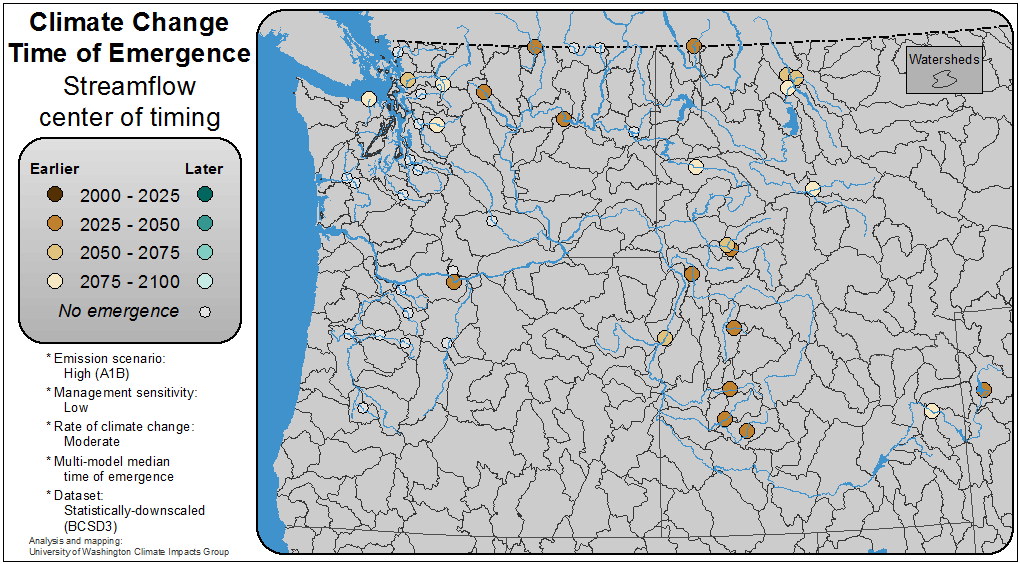 Climate Change
Time of Emergence
Streamflow
center of timing
Earlier Later
2000 - 2025
2025 - 2050
2050 - 2075
2075 - 2100
No emergence
* Emission scenario:
High (A1B)
* Management sensitivity:
Low
* Rate of climate change:
Moderate
* Multi-model median
time of emergence
* Dataset:
Statistically-downscaled
(BCSD3)
Analysis and mapping:
University of Washington Climate Impacts Group
Watersheds